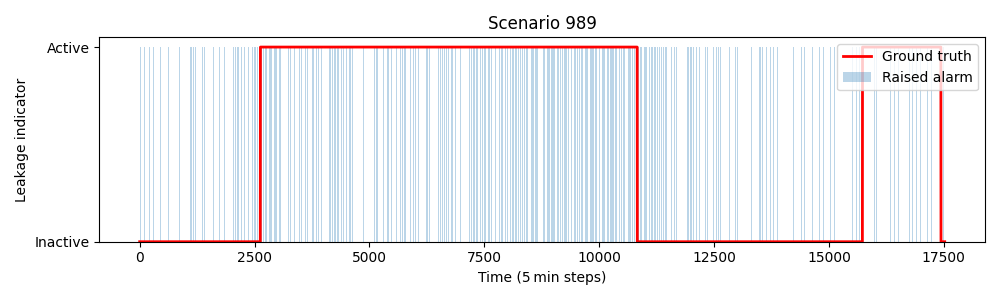 Scenario 989
Active
Inactive
Leakage indicator
Ground truth
Raised alarm
0 2500 5000 7500 10000 12500 15000 17500
Time (5 min steps)